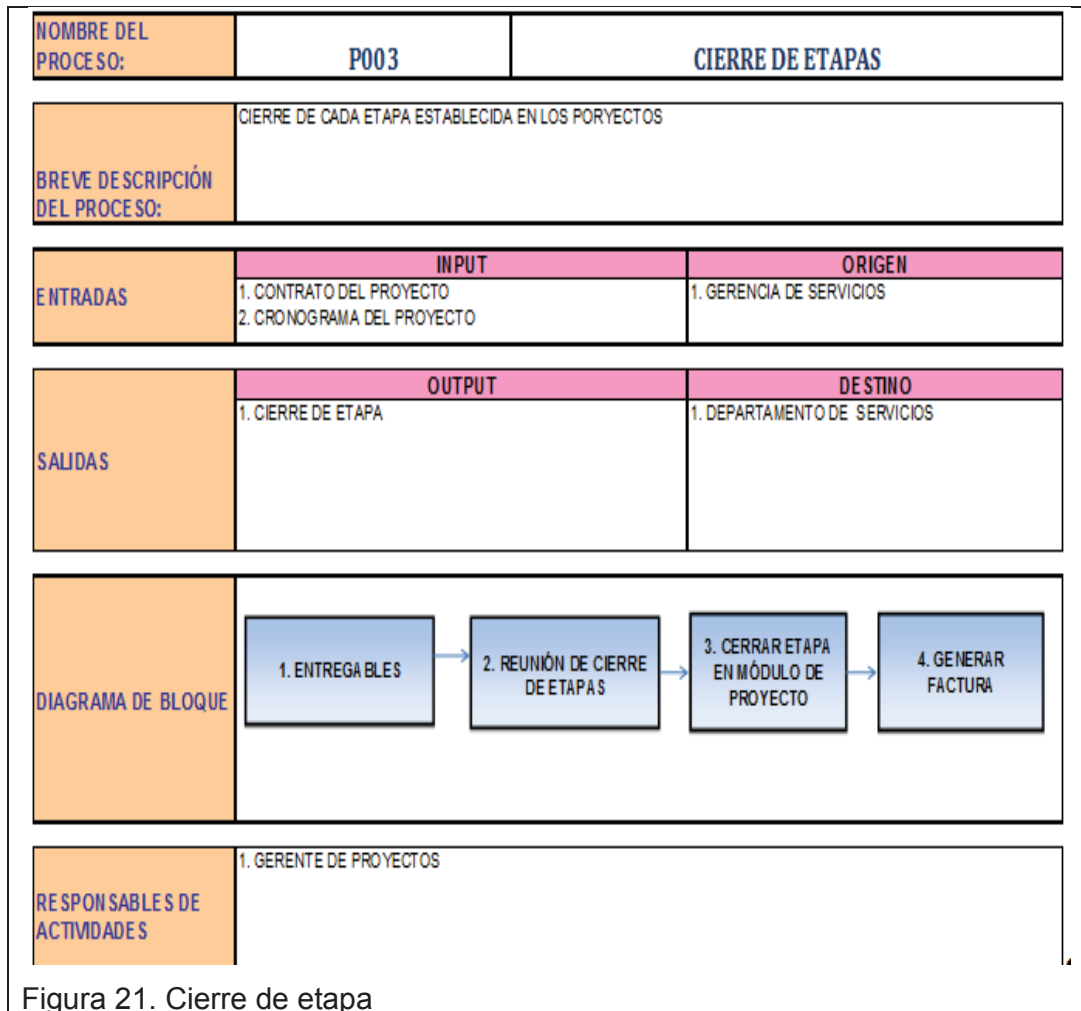 NOMBRE DEL
PROCESO:
P003
CIERRE DE ETAPAS
BREVE DESCRIPCIÓN
DEL PROCESO:
CIERRE DE CADA ETAPA ESTABLECIDA EN LOS PORYECTOS
ENTRADAS
INPUT
ORIGEN
1. CONTRATO DEL PROYECTO
1. GERENCIA DE SERVICIOS
2. CRONOGRAMA DEL PROYECTO
SALIDAS
OUTPUT
DESTINO
1. CIERRE DE ETAPA
1. DEPARTAMENTO DE SERVICIOS
DIAGRAMA DE BLOQUE
1. ENTREGABLES
2. REUNIÓN DE CIERRE
DE ETAPAS
3. CERRAR ETAPA
EN MÓDULO DE
PROYECTO
4. GENERAR
FACTURA
RESPONSABLES DE
ACTIVIDADES
1. GERENTE DE PROYECTOS
Figura 21. Cierre de etapa